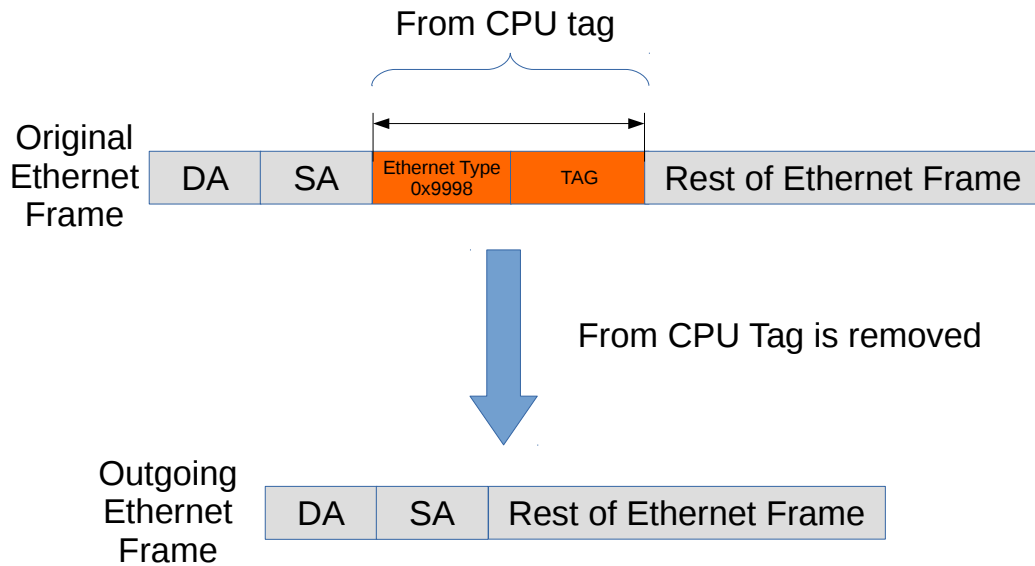 From CPU tag
Original
Ethernet
Frame
DA
SA
Ethernet Type
0x9998
TAG
Rest of Ethernet Frame
From CPU Tag is removed
Outgoing
Ethernet
Frame
DA
SA
Rest of Ethernet Frame